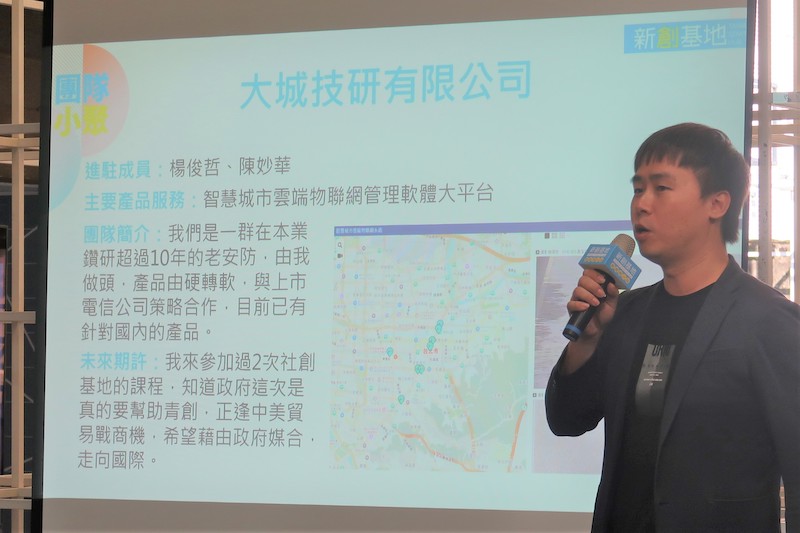 新創基地
團隊
小聚
大城技研有限公司
進駐成員：楊俊哲、陳妙華
主要產品服務：智慧城市雲端物聯網管理軟體大平台
團隊簡介：我們是一群在本業
鑽研超過10年的老安防，由我
做頭，產品由硬轉軟，與上市
電信公司策略合作，目前已有
針對國內的產品。
未來期許：我來參加過2次社創
基地的課程，知道政府這次是
真的要幫助青創，正逢中美貿
易戰商機，希望藉由政府媒合，
走向國際。